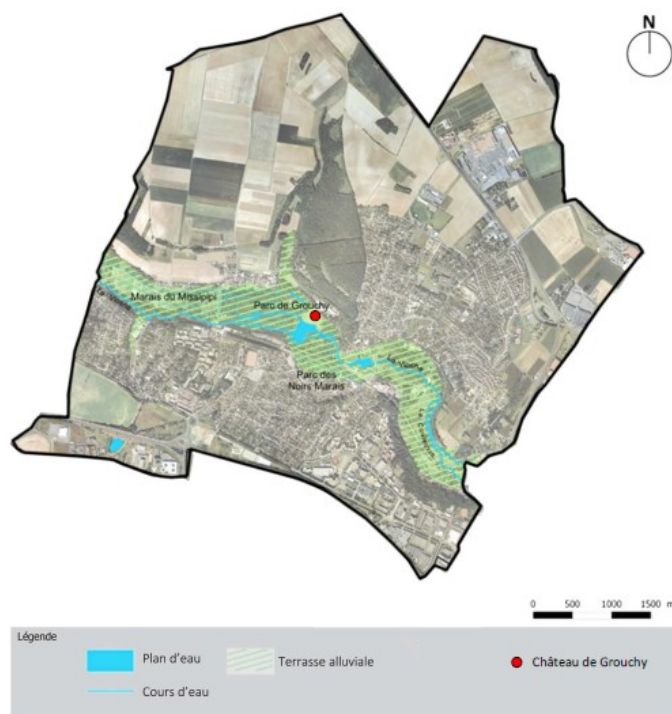 N
Marais du Missipipi
Parc de Grouchy
Parc des
Noirs Marais
0 500 1000 1500 m
Légende
Plan d'eau
Terrasse alluviale
Château de Grouchy
Cours d'eau